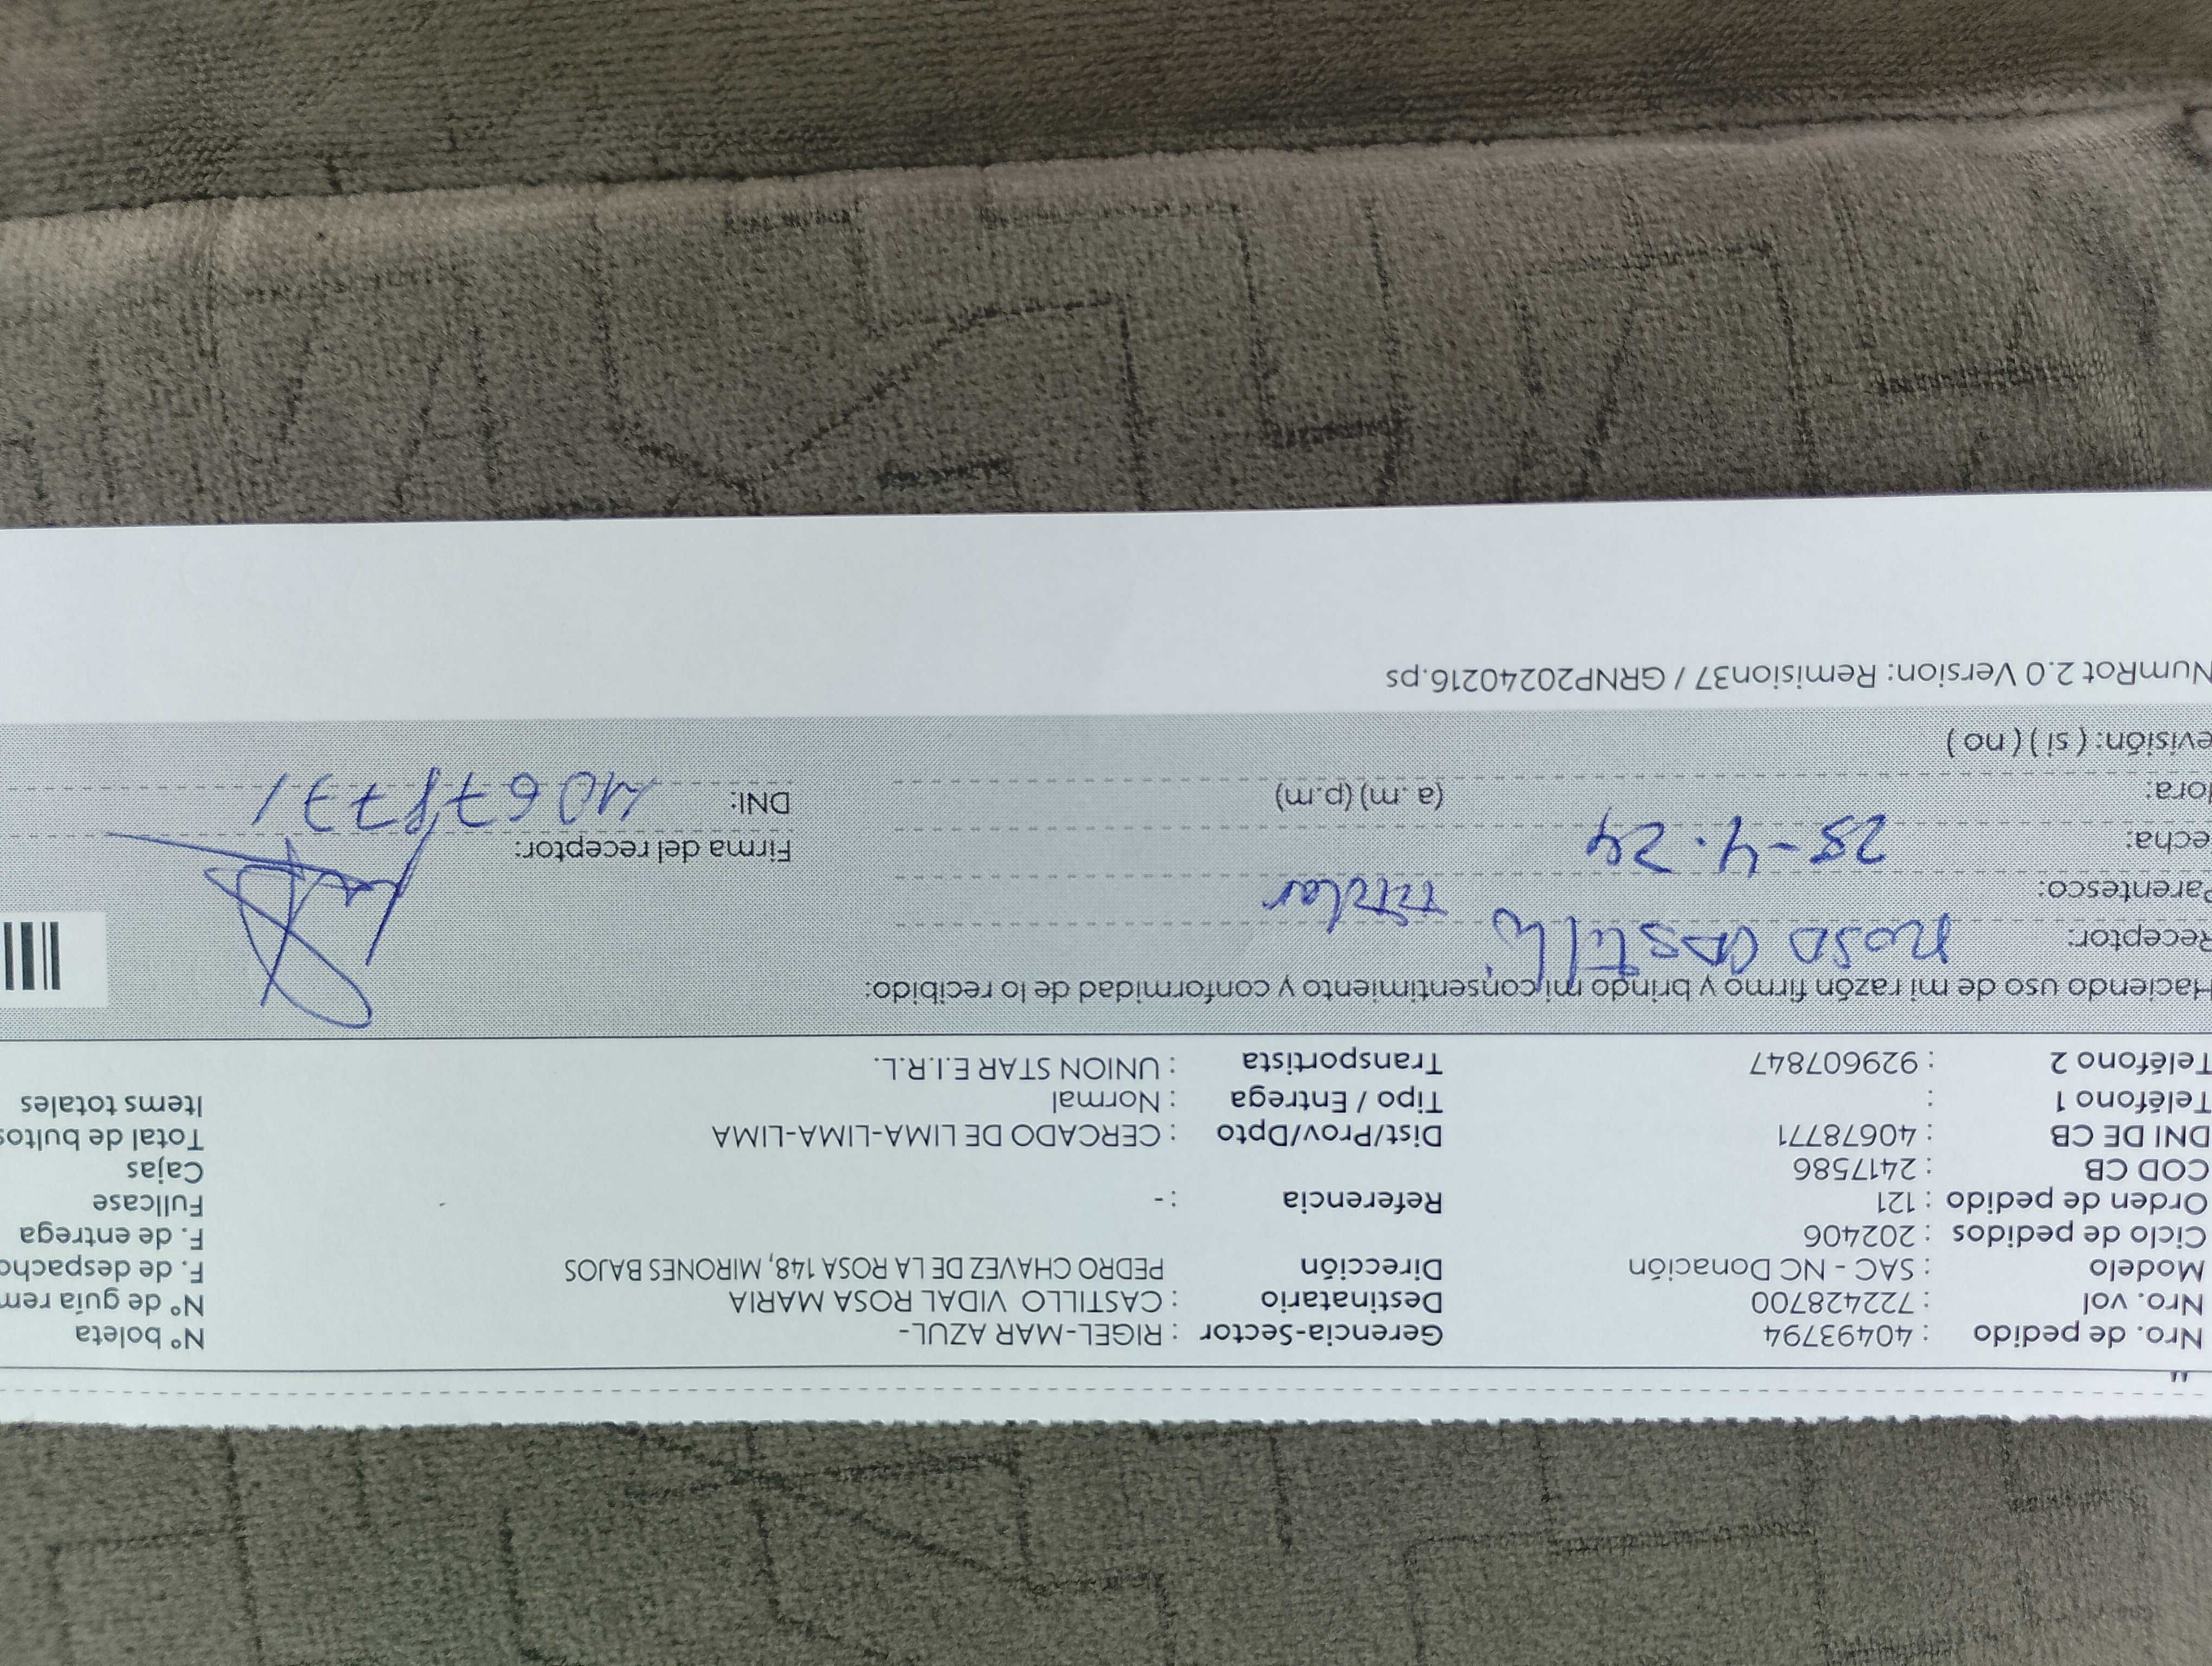 Nro. de pedido : 40493794 Gerencia-Sector : RIGEL-MAR AZUL- Nº boleta
Nro. vol : 722428700 Destinatario : CASTILLO VIDAL ROSA MARIA Nº de guía rem
Modelo : SAC - NC Donación Dirección PEDRO CHAVEZ DE LA ROSA 148, MIRONES BAJOS F. de despacho
Ciclo de pedidos : 202406 F. de entrega
Orden de pedido : 121 Referencia : - Fullcase
COD CB : 2417586 Cajas
DNI DE CB : 40678771 Dist/Prov/Dpto : CERCADO DE LIMA-LIMA-LIMA Total de bultos
Teléfono 1 : Tipo / Entrega : Normal Items totales
Teléfono 2 : 929607847 Transportista : UNION STAR E.I.R.L.
Haciendo uso de mi razón firmo y brindo mi consentimiento y conformidad de lo recibido:
Receptor: Rosa Castillo
Parentesco: titular
echa: 25-4.24 Firma del receptor:
ora: (a.m) (p.m) DNI: 40678771
evisión: ( si ) ( no )
NumRot 2.0 Version: Remision37 / GRNP20240216.ps